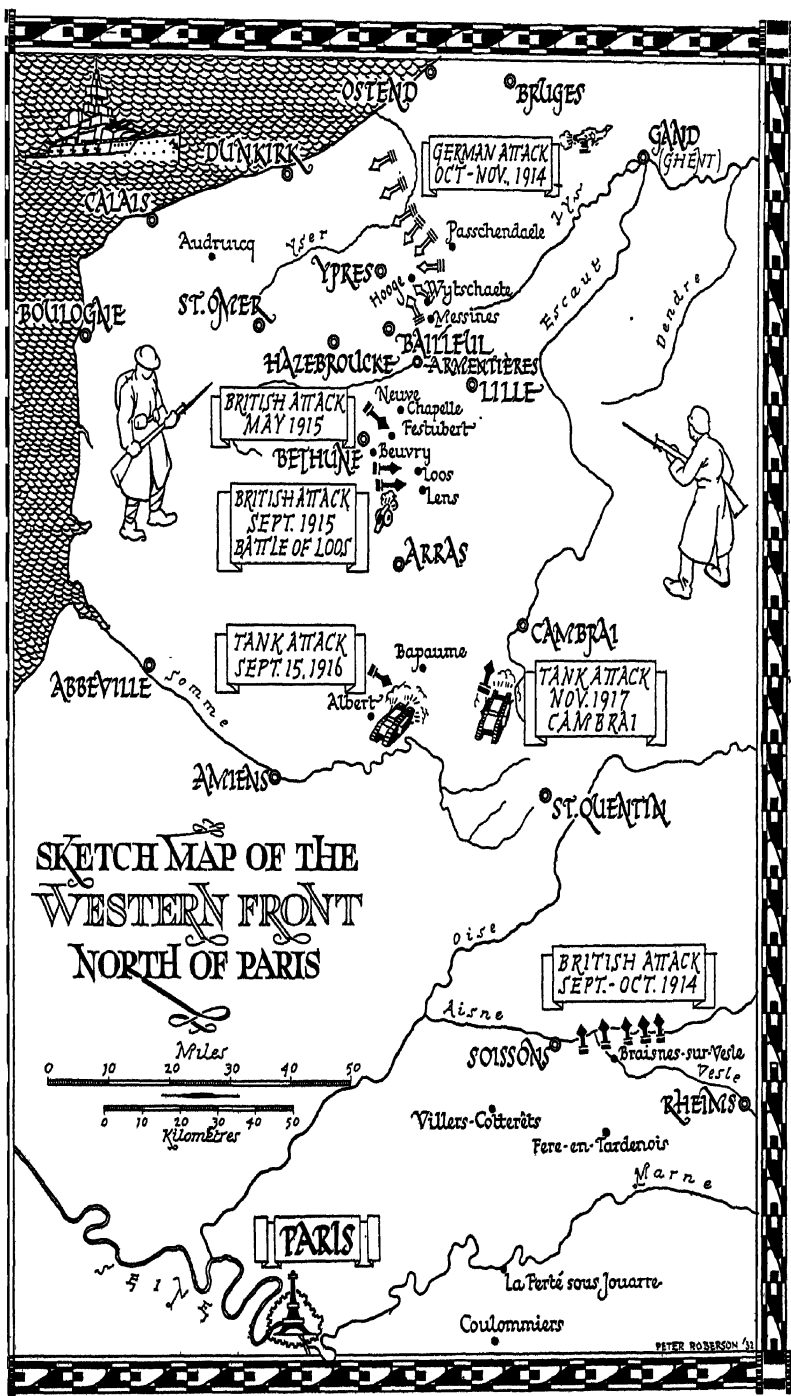 OSTEND
BRUGES
GERMAN ATTACK
OCT-NOV., 1914
GAND
(GHENT)
DUNKIRK
CALAIS
Lys
Audruicq
Yser
Passchendaele
YPRES
Hooge
Wytschaete
Escaut
Dendre
BOULOGNE
ST. OMER
Messines
HAZEBROUCKE
BAILLEUL
ARMENTIÈRES
LILLE
BRITISH ATTACK
MAY 1915
Neuve
Chapelle
Festubert
BETHUNE
Beuvry
Loos
Lens
BRITISH ATTACK
SEPT. 1915
BATTLE OF LOOS
ARRAS
TANK ATTACK
SEPT. 15, 1916
Bapaume
CAMBRAI
ABBEVILLE
Somme
Albert
TANK ATTACK
NOV. 1917
CAMBRAI
AMIENS
ST. QUENTIN
SKETCH MAP OF THE
WESTERN FRONT
NORTH OF PARIS
Oise
BRITISH ATTACK
SEPT.-OCT. 1914
Aisne
Miles
0 10 20 30 40 50
0 10 20 30 40 50
Kilometres
SOISSONS
Braisnes-sur-Vesle
Vesle
RHEIMS
Villers-Cotterêts
Fere-en-Tardenois
Marne
SEINE
PARIS
La Ferté sous Jouarre
Coulommiers
PETER ROBERSON '32